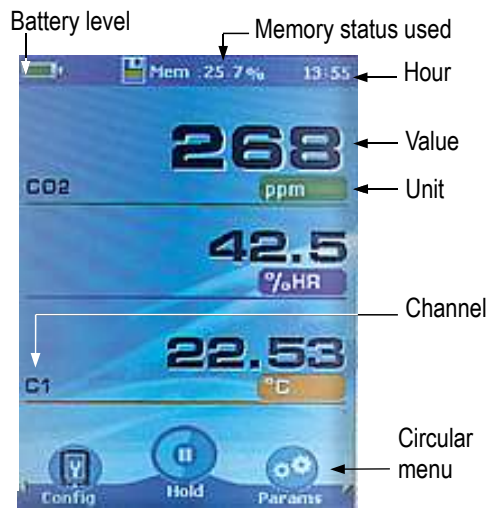 Battery level
Memory status used
Mem :25.7% 13:55
Hour
268
Value
CO2
ppm
Unit
42.5
%HR
Channel
22.53
C1
°C
Circular
menu
Config
Hold
Params